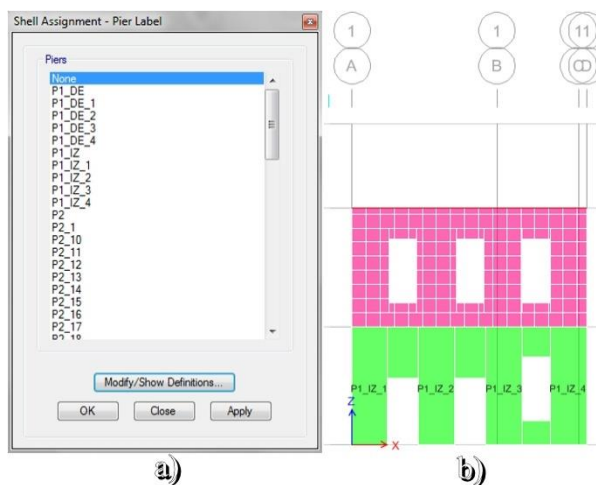 Shell Assignment - Pier Label
Piers
None
P1_DE
P1_DE_1
P1_DE_2
P1_DE_3
P1_DE_4
P1_IZ
P1_IZ_1
P1_IZ_2
P1_IZ_3
P1_IZ_4
P2
P2_1
P2_10
P2_11
P2_12
P2_13
P2_14
P2_15
P2_16
P2_17
P2_18
Modify/Show Definitions...
OK Close Apply
a)
1 1 11
A B C D
P1_IZ_1 P1_IZ_2 P1_IZ_3 P1_IZ_4
Z
X
b)